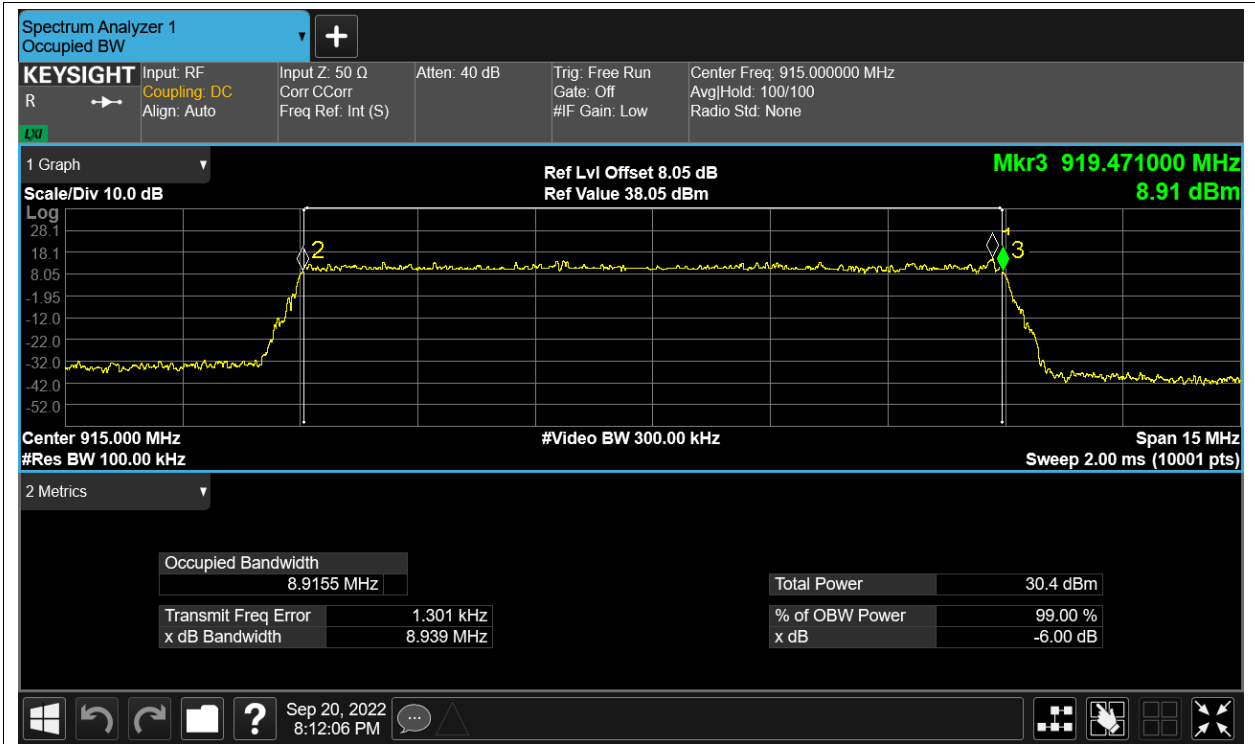 Spectrum Analyzer 1
Occupied BW
+
KEYSIGHT
R
LXI
Input: RF
Coupling: DC
Align: Auto
Input Z: 50 Ω
Corr CCorr
Freq Ref: Int (S)
Atten: 40 dB
Trig: Free Run
Gate: Off
#IF Gain: Low
Center Freq: 915.000000 MHz
Avg|Hold: 100/100
Radio Std: None
1 Graph
Scale/Div 10.0 dB
Ref Lvl Offset 8.05 dB
Ref Value 38.05 dBm
Mkr3 919.471000 MHz
8.91 dBm
Log
28.1
18.1
8.05
-1.95
-12.0
-22.0
-32.0
-42.0
-52.0
2
1
3
Center 915.000 MHz
#Res BW 100.00 kHz
#Video BW 300.00 kHz
Span 15 MHz
Sweep 2.00 ms (10001 pts)
2 Metrics
Occupied Bandwidth
8.9155 MHz
Transmit Freq Error 1.301 kHz
x dB Bandwidth 8.939 MHz
Total Power 30.4 dBm
% of OBW Power 99.00 %
x dB -6.00 dB
?
Sep 20, 2022
8:12:06 PM